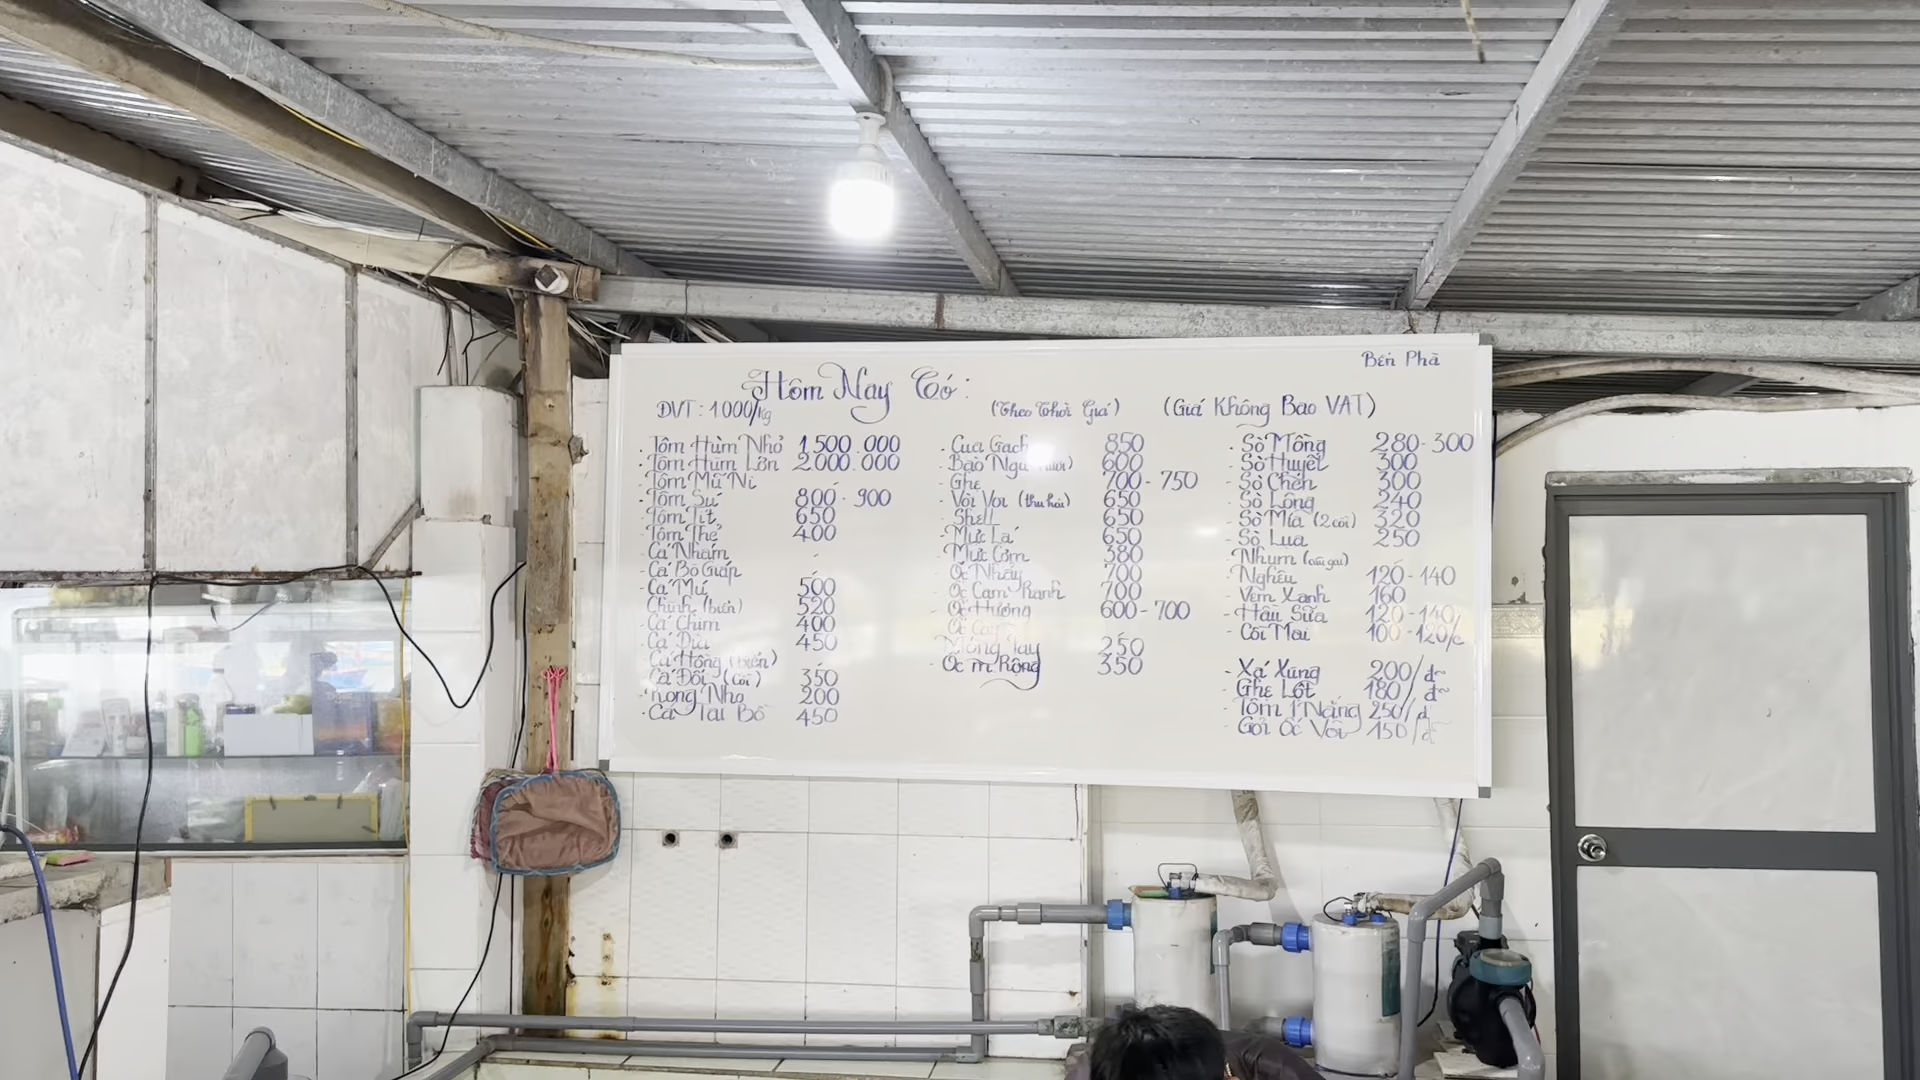 Bến Phà
Hôm Nay Có:
ĐVT: 1000/kg
(Theo Thời Giá)
(Giá Không Bao VAT)
- Tôm Hùm Nhỏ 1.500.000
- Tôm Hùm Lớn 2.000.000
- Tôm Mũ Ni
- Tôm Sú 800 - 900
- Tôm Tít 650
- Tôm Thẻ 400
- Cá Nhám
- Cá Bò Giáp
- Cá Mú 500
- Chình (biển) 520
- Cá Chim 400
- Cá Dìa 450
- Cá Hồng (biển)
- Cá Đối (cồi) 350
- Rong Nho 200
- Cá Tai Bồ 450
- Cua Gạch 850
- Bào Ngư 600
- Ghẹ 700 - 750
- Vòi Voi (thu hải) 650
- Shell 650
- Mực Lá 650
- Mực Cơm 380
- Ốc Nhảy 700
- Ốc Cam Ranh 700
- Ốc Hương 600 - 700
- Ốc
- Móng Tay 250
- Ốc m Rộng 350
- Sò Mồng 280 - 300
- Sò Huyết 300
- Sò Chén 300
- Sò Lông 240
- Sò Mía (2 cồi) 320
- Sò Lụa 250
- Nhum (cầu gai)
- Nghêu 120 - 140
- Vẹm Xanh 160
- Hàu Sữa 120 - 140/
- Cồi Mai 100 - 120/c
- Xá Xùng 200/đ
- Ghẹ Lột 180/đ
- Tôm 1 Nắng 250/đ
- Gỏi Ốc Vòi 150/đ